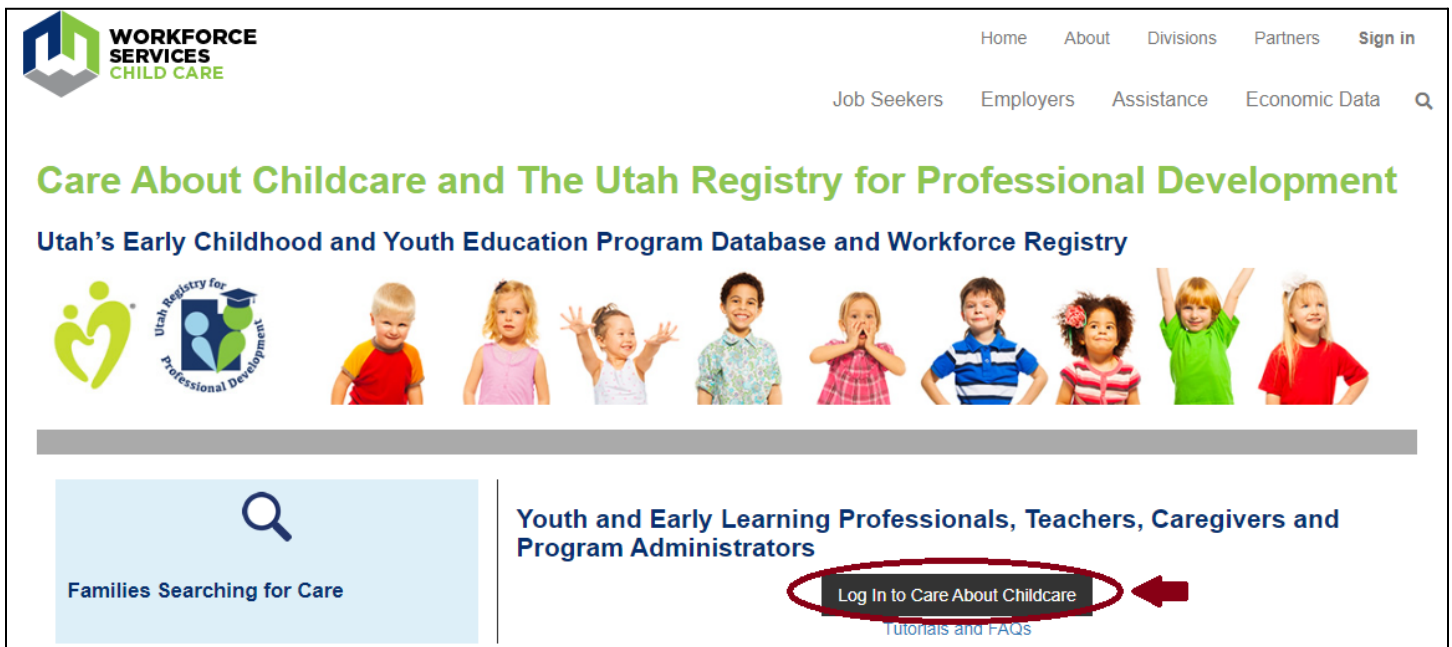 WORKFORCE
SERVICES
CHILD CARE
Home About Divisions Partners Sign in
Job Seekers Employers Assistance Economic Data
Care About Childcare and The Utah Registry for Professional Development
Utah’s Early Childhood and Youth Education Program Database and Workforce Registry
Utah Registry for
Professional Development
Families Searching for Care
Youth and Early Learning Professionals, Teachers, Caregivers and
Program Administrators
Log In to Care About Childcare
Tutorials and FAQs